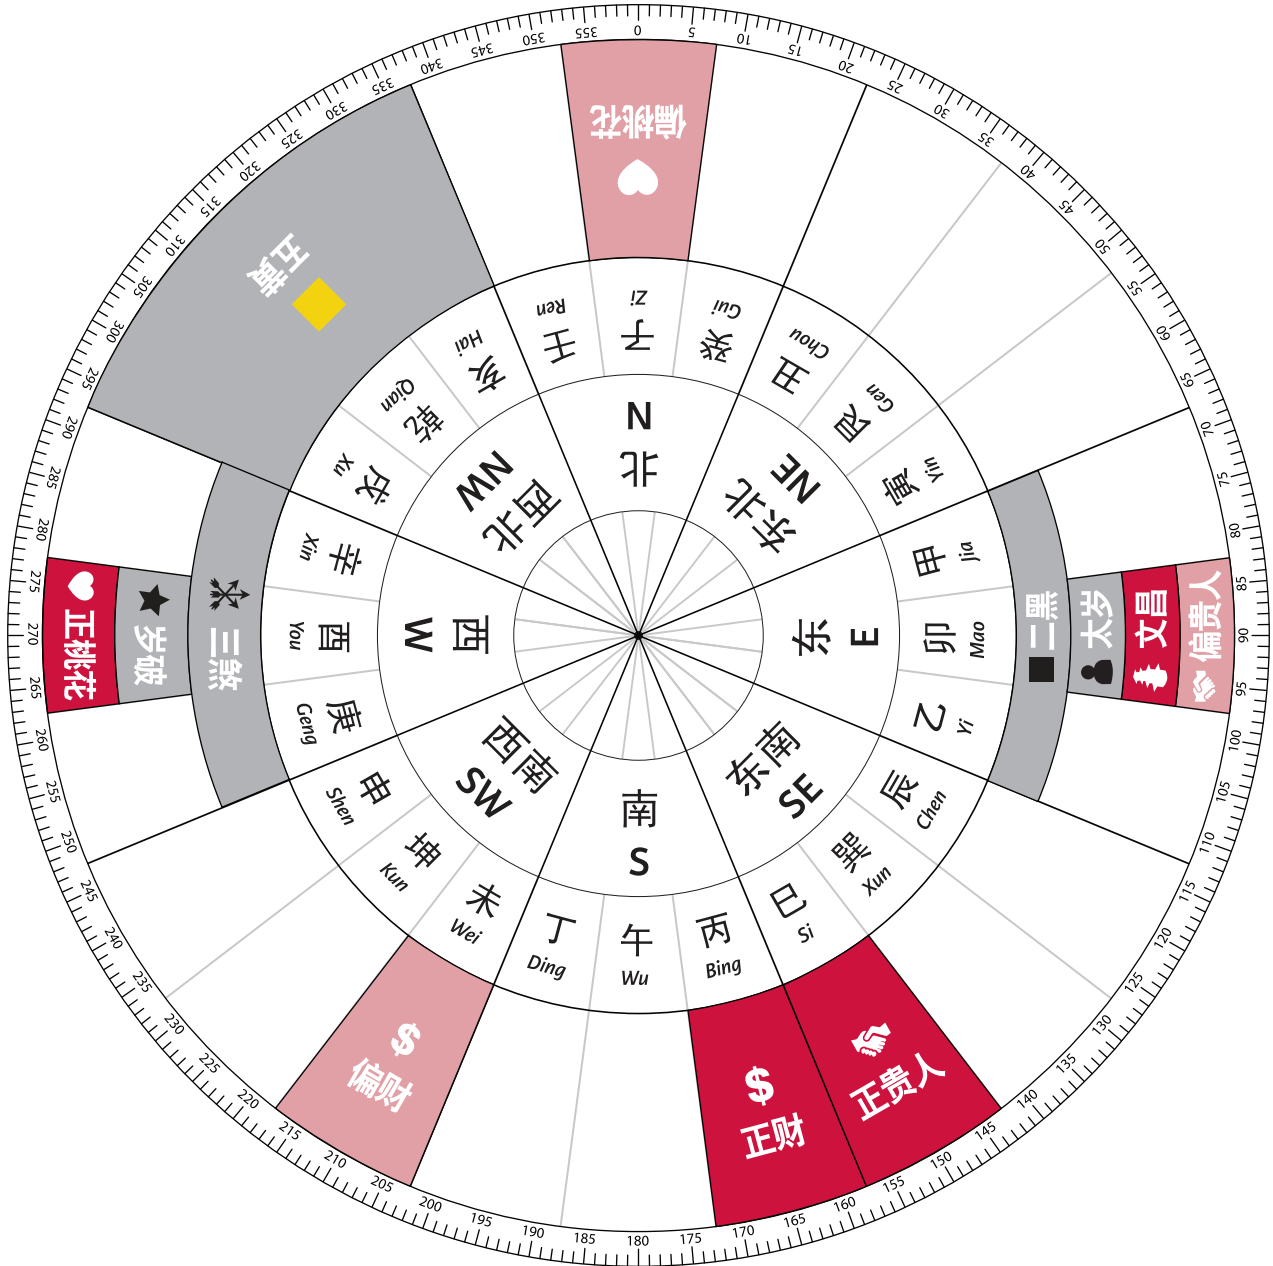 0
5
10
15
20
25
30
35
40
45
50
55
60
65
70
75
80
85
90
95
100
105
110
115
120
125
130
135
140
145
150
155
160
165
170
175
180
185
190
195
200
205
210
215
220
225
230
235
240
245
250
255
260
265
270
275
280
285
290
295
300
305
310
315
320
325
330
335
340
345
350
355
偏桃花
二黑
太岁
文昌
偏贵人
正贵人
正财
$
偏财
$
三煞
岁破
正桃花
五黄
Ren
壬
Zi
子
Gui
癸
Chou
丑
Gen
艮
Yin
寅
Jia
甲
Mao
卯
Yi
乙
Chen
辰
Xun
巽
Si
巳
Bing
丙
Wu
午
Ding
丁
Wei
未
Kun
坤
Shen
申
Geng
庚
You
酉
Xin
辛
Xu
戌
Qian
乾
Hai
亥
N
北
NE
东北
E
东
SE
东南
S
南
SW
西南
W
西
NW
西北